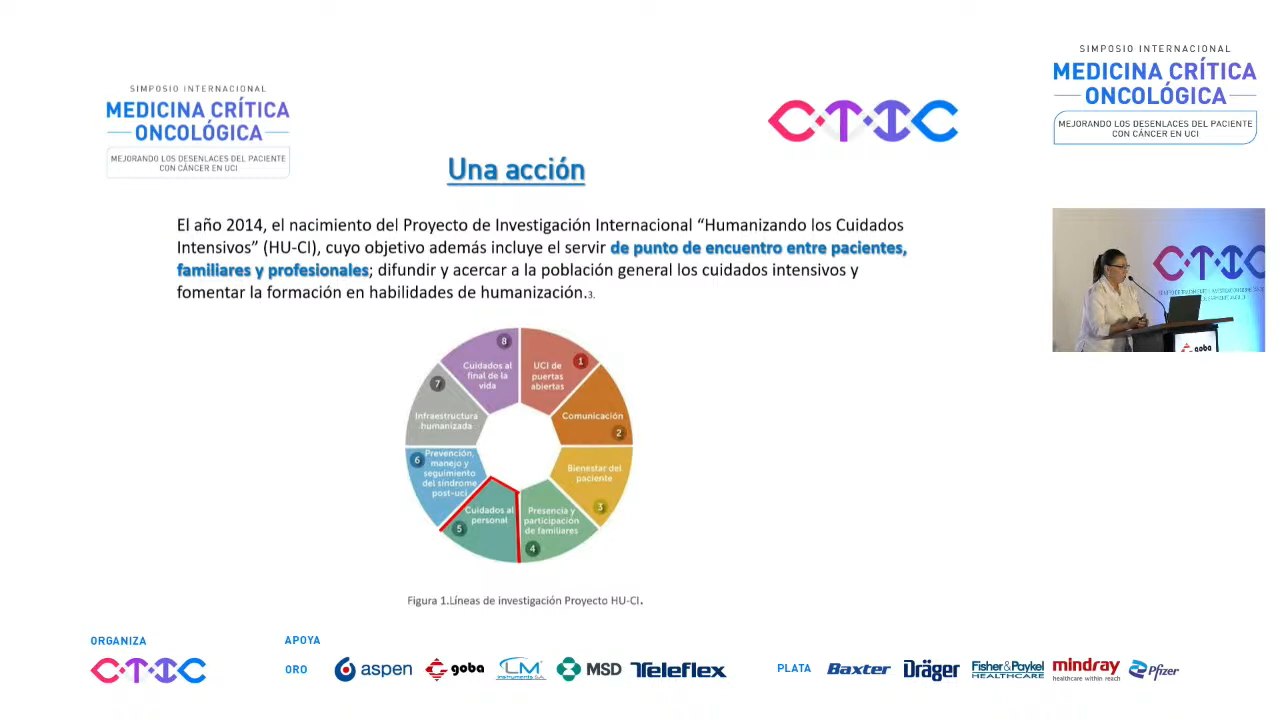 SIMPOSIO INTERNACIONAL
MEDICINA CRÍTICA
ONCOLÓGICA
MEJORANDO LOS DESENLACES DEL PACIENTE
CON CÁNCER EN UCI
CTIC
SIMPOSIO INTERNACIONAL
MEDICINA CRÍTICA
ONCOLÓGICA
MEJORANDO LOS DESENLACES DEL PACIENTE
CON CÁNCER EN UCI
Una acción
El año 2014, el nacimiento del Proyecto de Investigación Internacional “Humanizando los Cuidados
Intensivos” (HU-CI), cuyo objetivo además incluye el servir de punto de encuentro entre pacientes,
familiares y profesionales; difundir y acercar a la población general los cuidados intensivos y
fomentar la formación en habilidades de humanización.3.
1
UCI de
puertas
abiertas
Comunicación
2
Bienestar del
paciente
3
Presencia y
participación
de familiares
4
Cuidados al
personal
5
6
Prevención,
manejo y
seguimiento
del síndrome
post-uci
7
Infraestructura
humanizada
8
Cuidados al
final de la
vida
Figura 1.Líneas de investigación Proyecto HU-CI.
CTIC
goba
ORGANIZA
CTIC
APOYA
ORO
aspen
goba
LM
Instruments S.A.
MSD
Teleflex
PLATA
Baxter
Dräger
Fisher&Paykel
HEALTHCARE
mindray
healthcare within reach
Pfizer